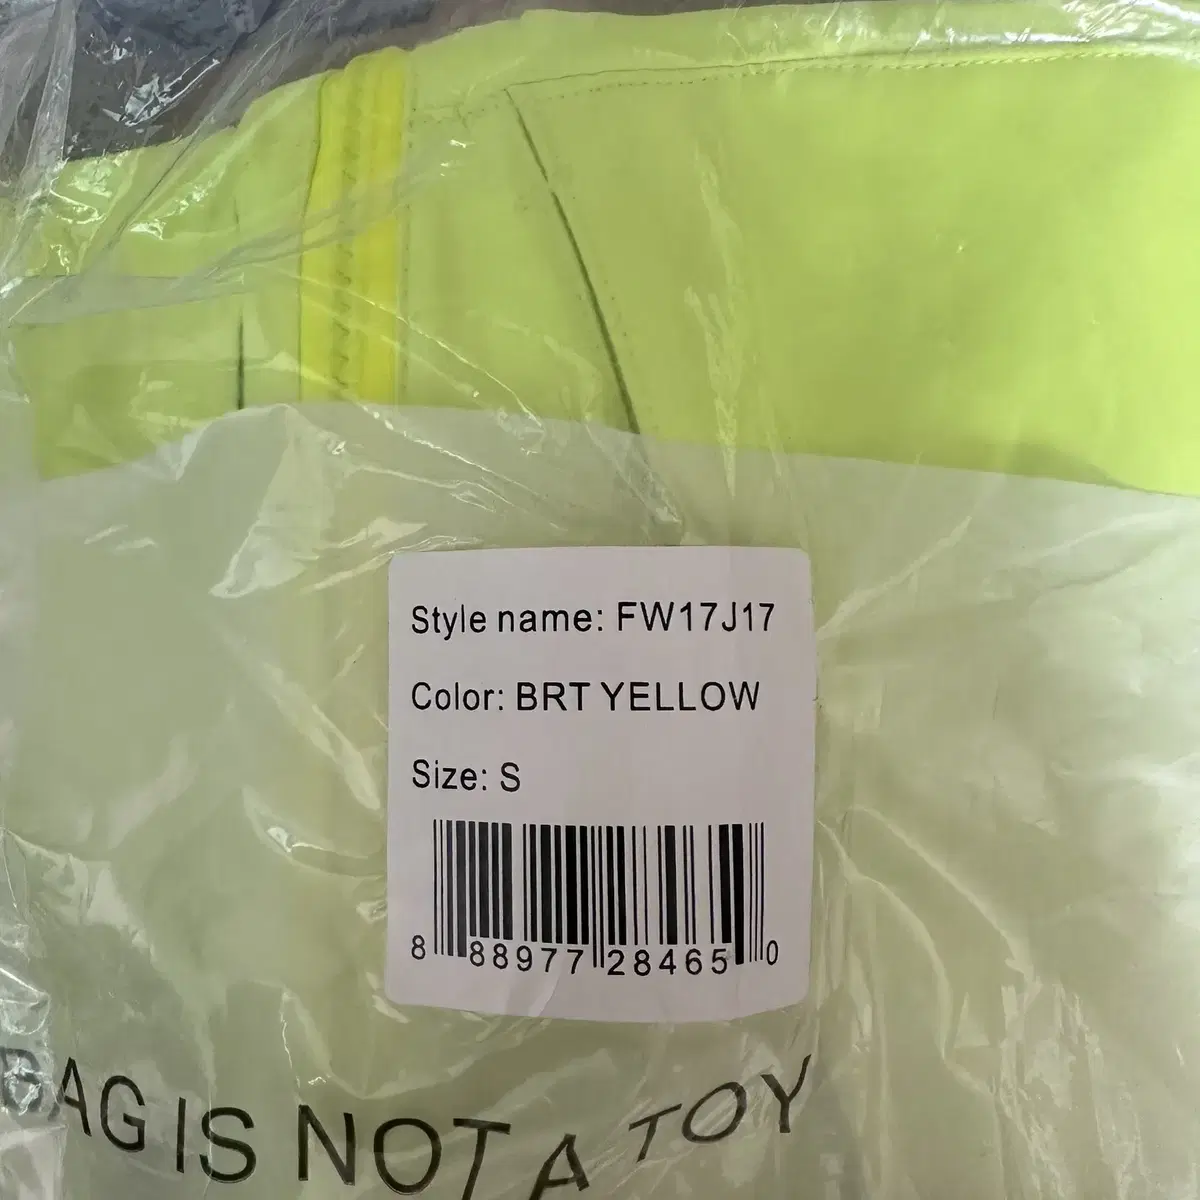 Style name: FW17J17
Color: BRT YELLOW
Size: S
8 88977 28465 0
BAG IS NOT A TOY